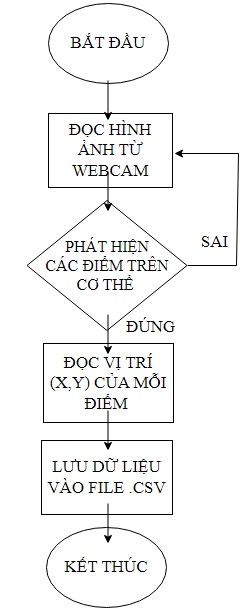 BẮT ĐẦU
ĐỌC HÌNH
ẢNH TỪ
WEBCAM
PHÁT HIỆN
CÁC ĐIỂM TRÊN
CƠ THỂ
SAI
ĐÚNG
ĐỌC VỊ TRÍ
(X,Y) CỦA MỖI
ĐIỂM
LƯU DỮ LIỆU
VÀO FILE .CSV
KẾT THÚC